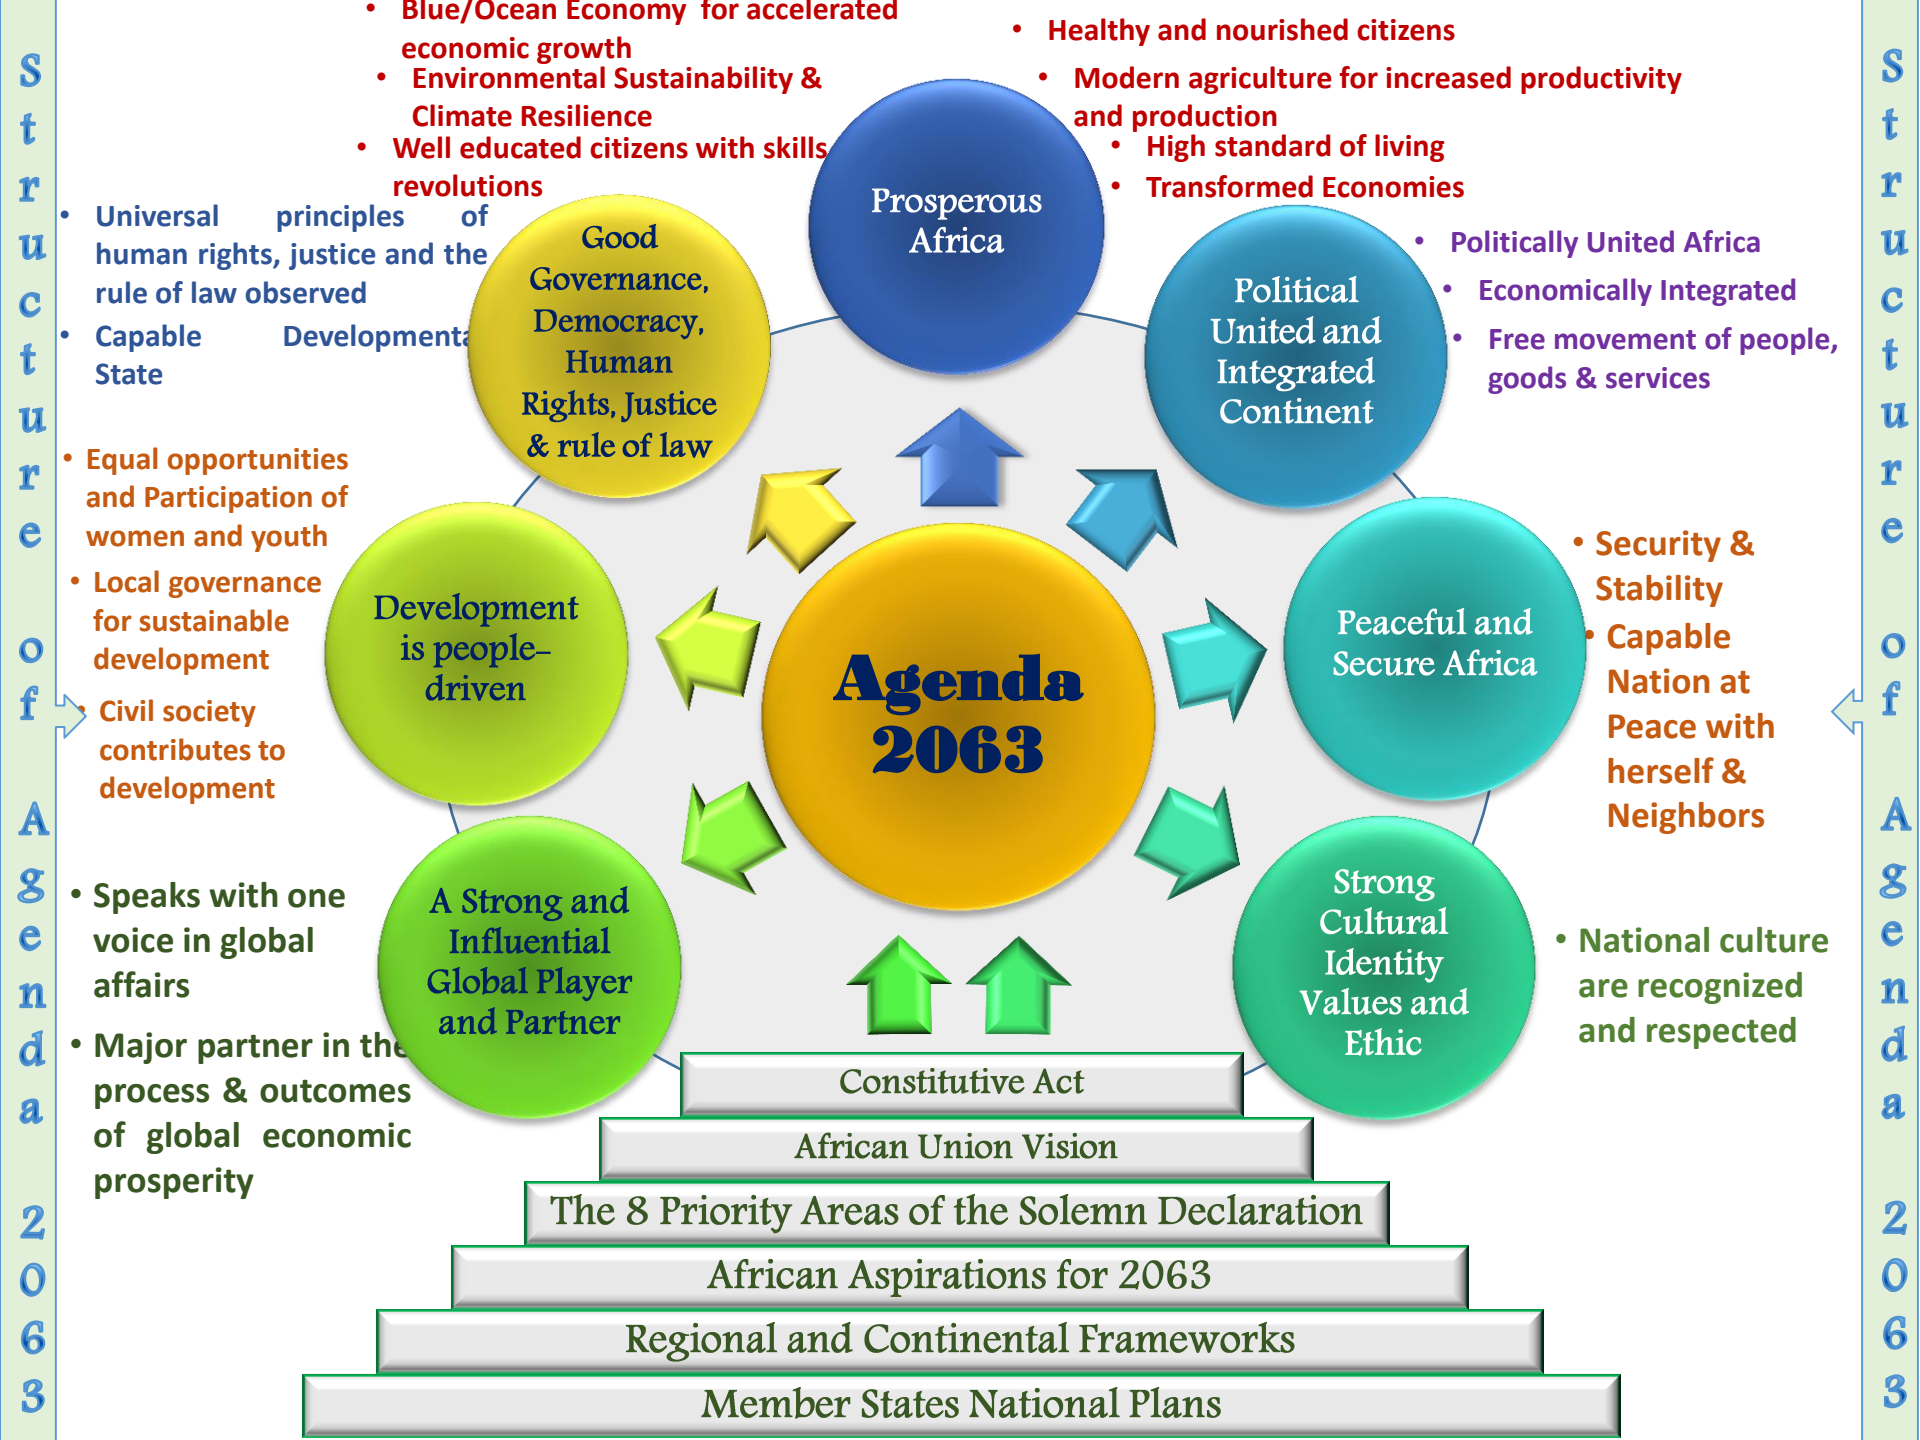 Structure of Agenda 2063
• Blue/Ocean Economy for accelerated
economic growth
• Environmental Sustainability &
Climate Resilience
• Well educated citizens with skills
revolutions
• Healthy and nourished citizens
• Modern agriculture for increased productivity
and production
• High standard of living
• Transformed Economies
Prosperous
Africa
• Universal principles of
human rights, justice and the
rule of law observed
• Capable Developmenta
State
Good
Governance,
Democracy,
Human
Rights, Justice
& rule of law
Political
United and
Integrated
Continent
• Politically United Africa
• Economically Integrated
• Free movement of people,
goods & services
• Equal opportunities
and Participation of
women and youth
• Local governance
for sustainable
development
• Civil society
contributes to
development
Development
is people–
driven
Agenda
2063
Peaceful and
Secure Africa
• Security &
Stability
• Capable
Nation at
Peace with
herself &
Neighbors
• Speaks with one
voice in global
affairs
• Major partner in the
process & outcomes
of global economic
prosperity
A Strong and
Influential
Global Player
and Partner
Strong
Cultural
Identity
Values and
Ethic
• National culture
are recognized
and respected
Constitutive Act
African Union Vision
The 8 Priority Areas of the Solemn Declaration
African Aspirations for 2063
Regional and Continental Frameworks
Member States National Plans
Structure of Agenda 2063